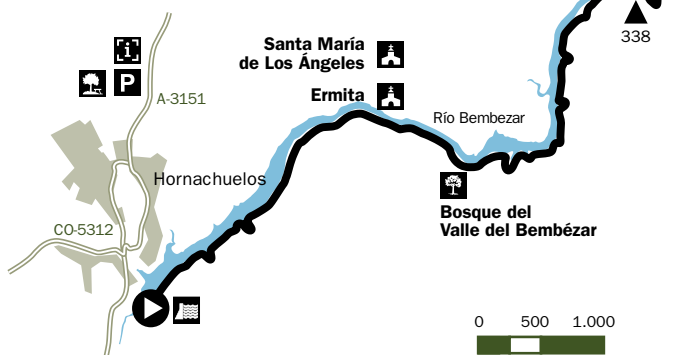 338
Santa María
de Los Ángeles
i
P
A-3151
Ermita
Río Bembezar
Hornachuelos
Bosque del
Valle del Bembézar
CO-5312
0 500 1.000